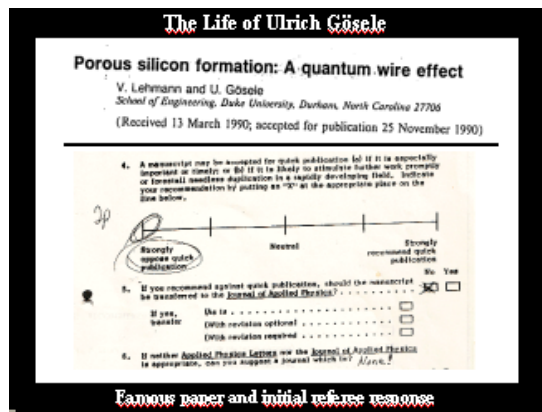 The Life of Ulrich Gösele
Porous silicon formation: A quantum wire effect
V. Lehmann and U. Gösele
School of Engineering, Duke University, Durham, North Carolina 27706
(Received 13 March 1990; accepted for publication 25 November 1990)
4. A manuscript may be accepted for quick publication (a) if it is especially
important or timely; or (b) if it is likely to stimulate further work promptly
or forestall needless duplication in a rapidly developing field. Indicate
your recommendation by putting an "X" at the appropriate place on the
line below.
Strongly
oppose quick
publication
Neutral
Strongly
recommend quick
publication
No Yes
5. If you recommend against quick publication, should the manuscript
be transferred to the Journal of Applied Physics?
If yes,
transfer
(With revision optional)
(With revision required)
6. If neither Applied Physics Letters nor the Journal of Applied Physics
is appropriate, can you suggest a journal which is? None!
Famous paper and initial referee response